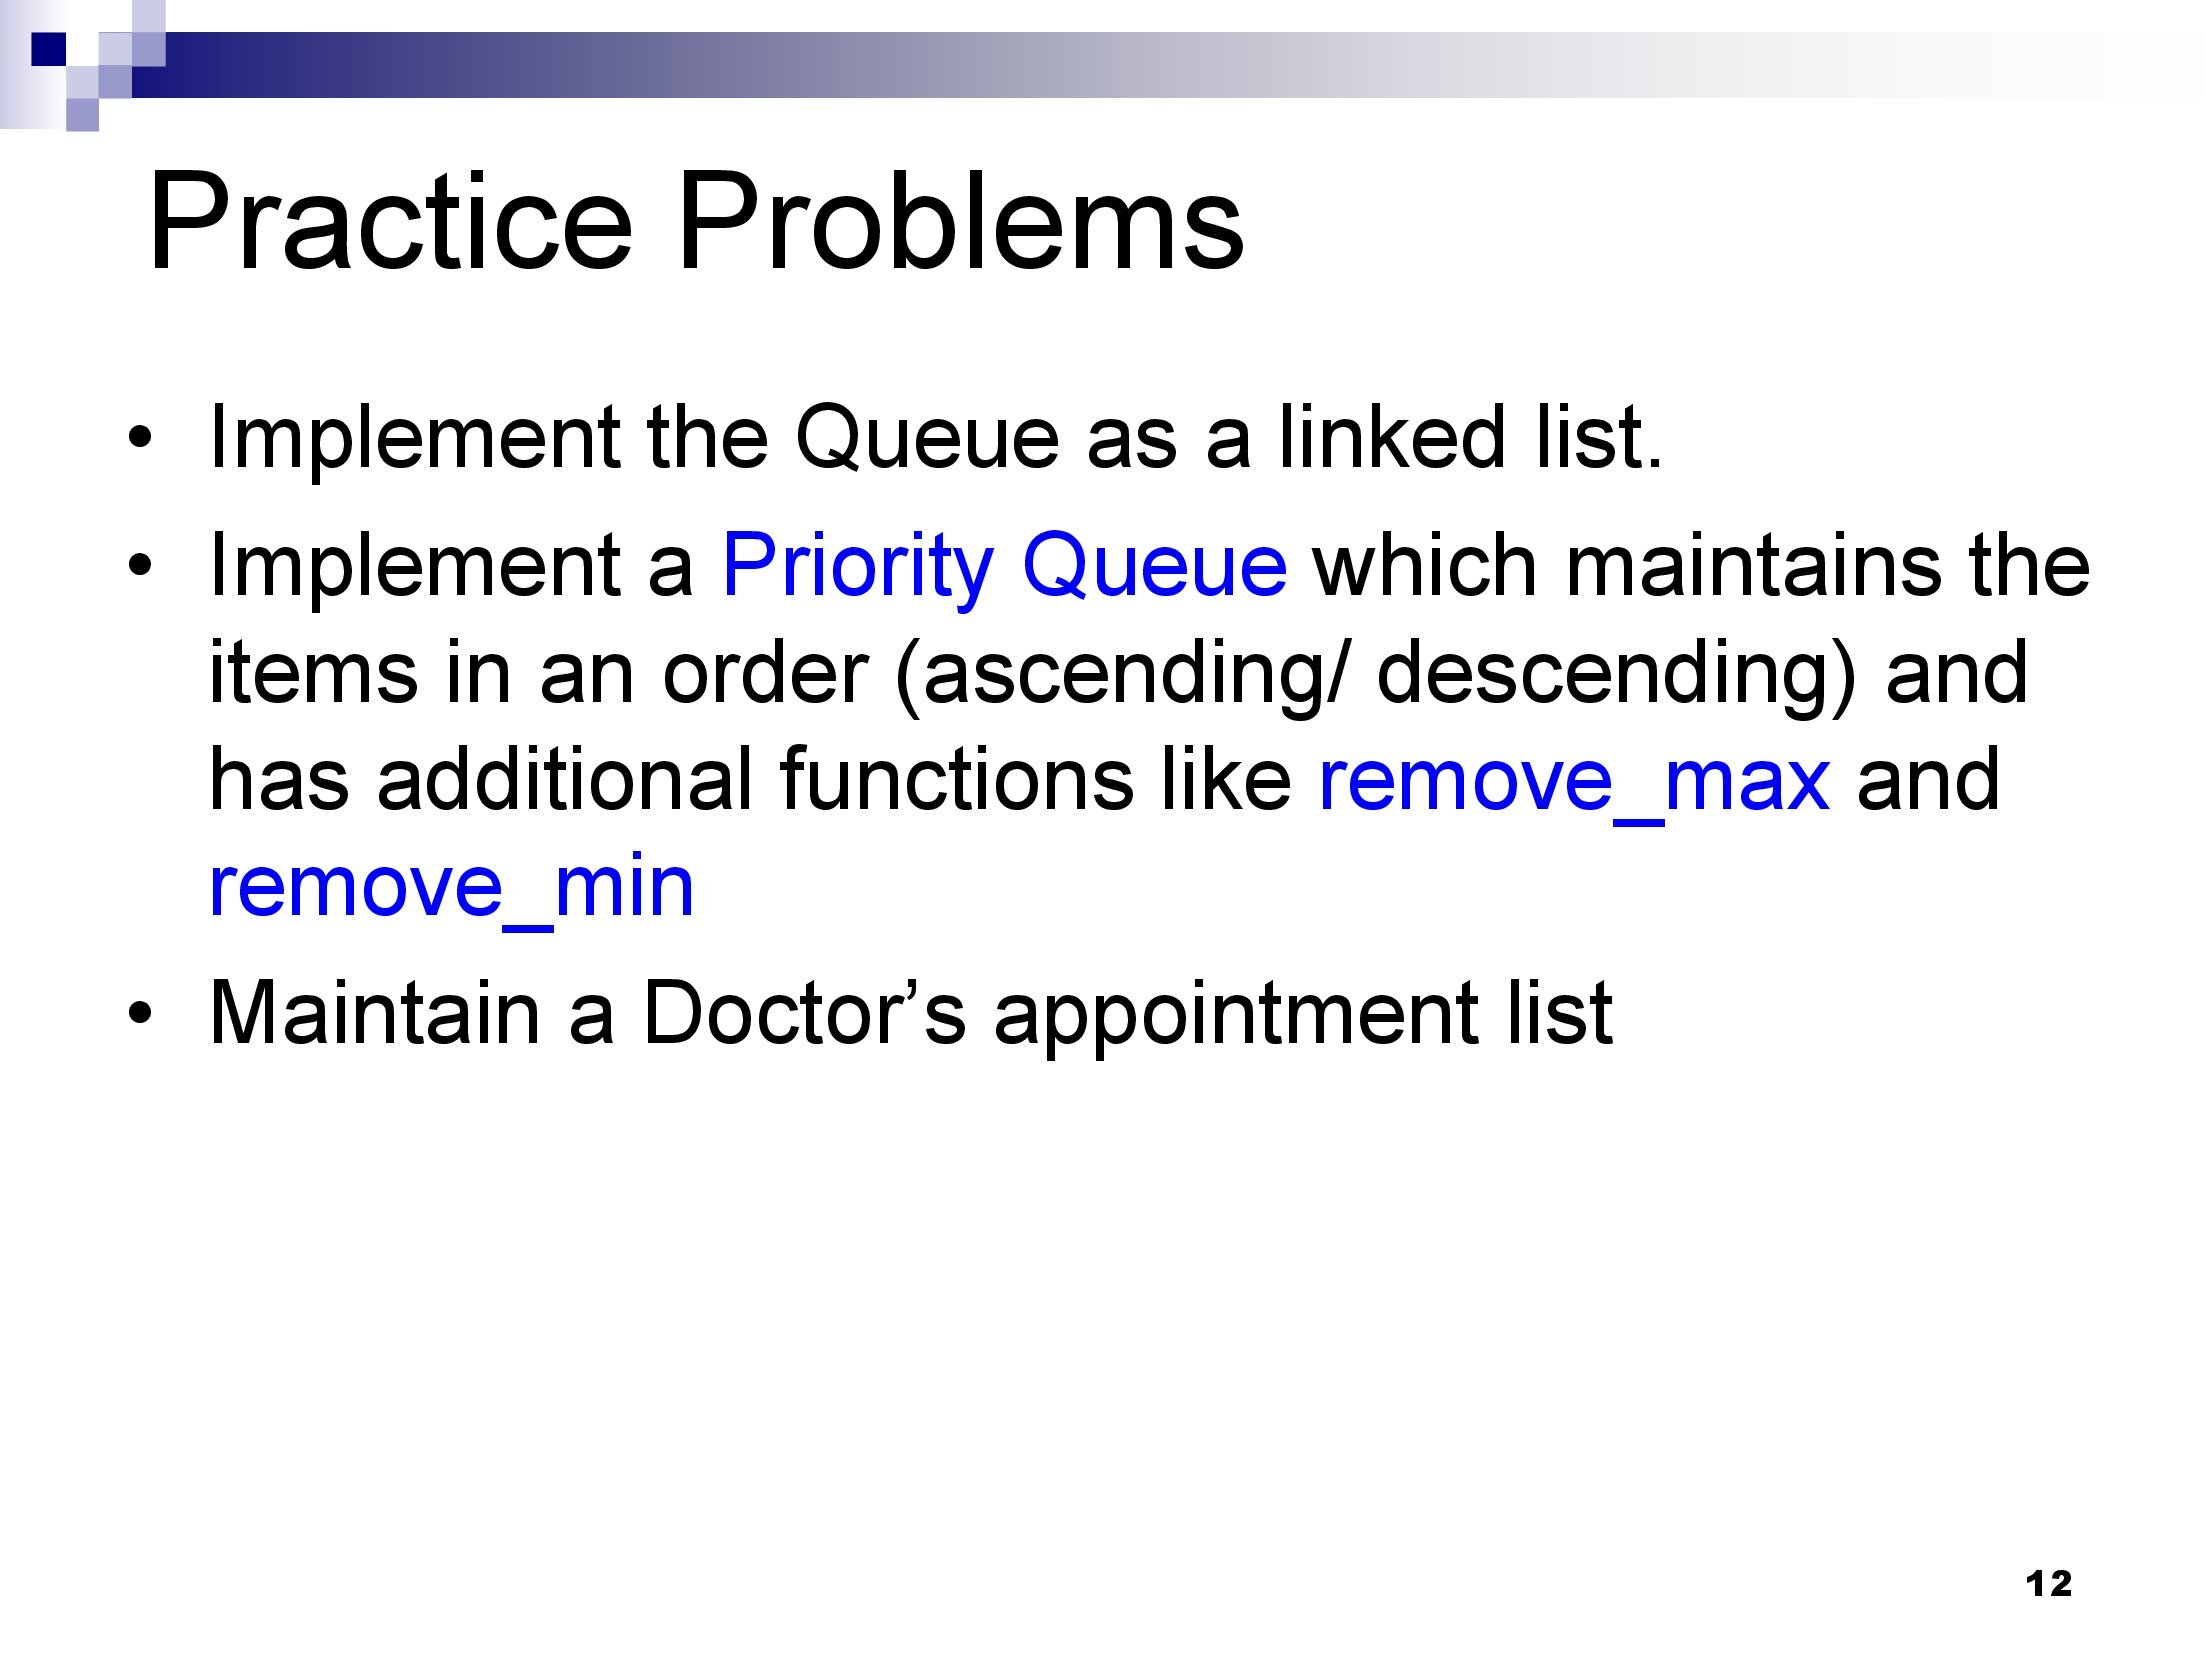 Practice Problems
• Implement the Queue as a linked list.
• Implement a Priority Queue which maintains the
items in an order (ascending/ descending) and
has additional functions like remove_max and
remove_min
• Maintain a Doctor’s appointment list
12